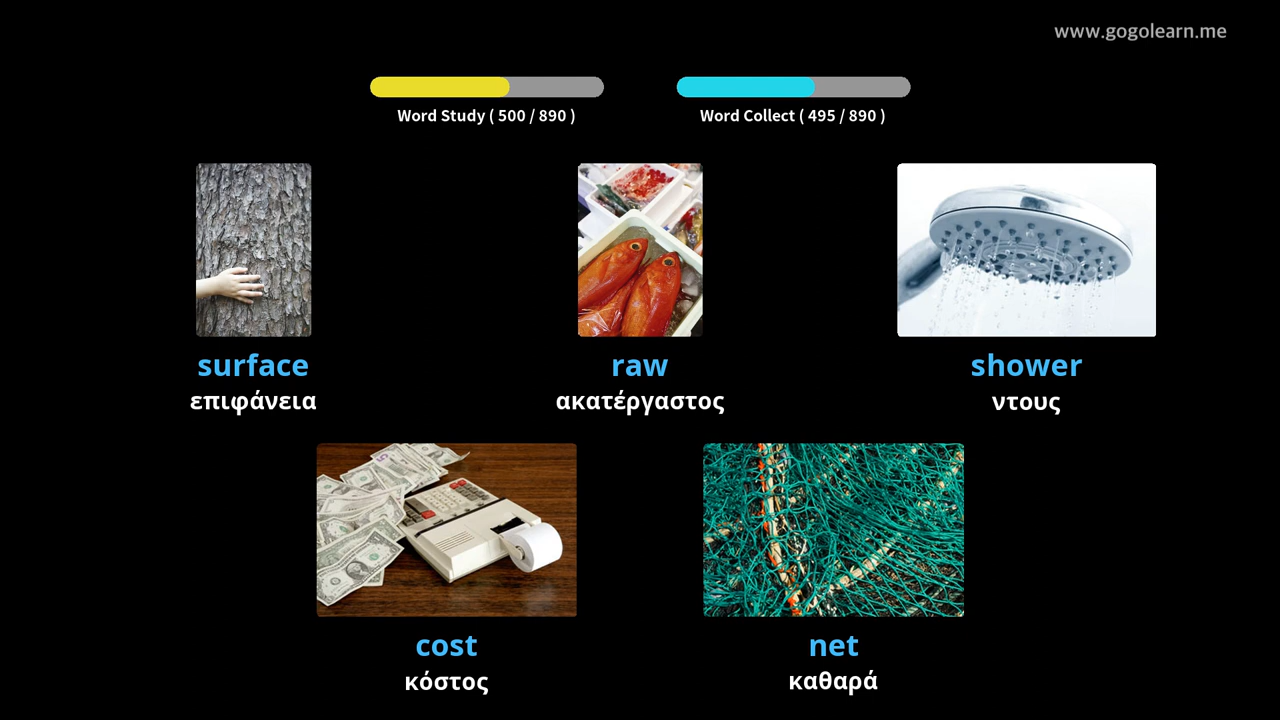 www.gogolearn.me
Word Study ( 500 / 890 )
Word Collect ( 495 / 890 )
surface
επιφάνεια
raw
ακατέργαστος
shower
ντους
cost
κόστος
net
καθαρά